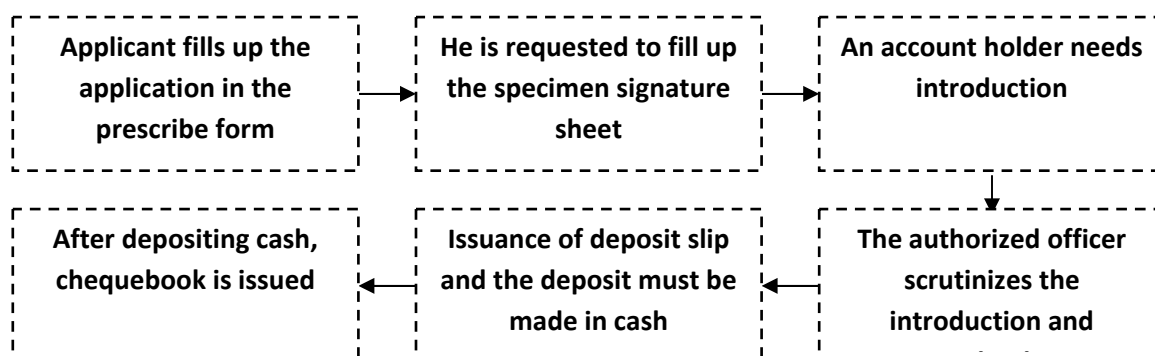 Applicant fills up the
application in the
prescribe form
He is requested to fill up
the specimen signature
sheet
An account holder needs
introduction
The authorized officer
scrutinizes the
introduction and
Issuance of deposit slip
and the deposit must be
made in cash
After depositing cash,
chequebook is issued